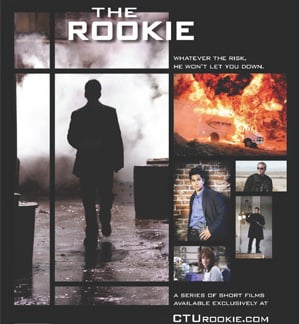 THE
ROOKIE
WHATEVER THE RISK,
HE WON'T LET YOU DOWN.
A SERIES OF SHORT FILMS
AVAILABLE EXCLUSIVELY AT
CTUROOKIE.COM